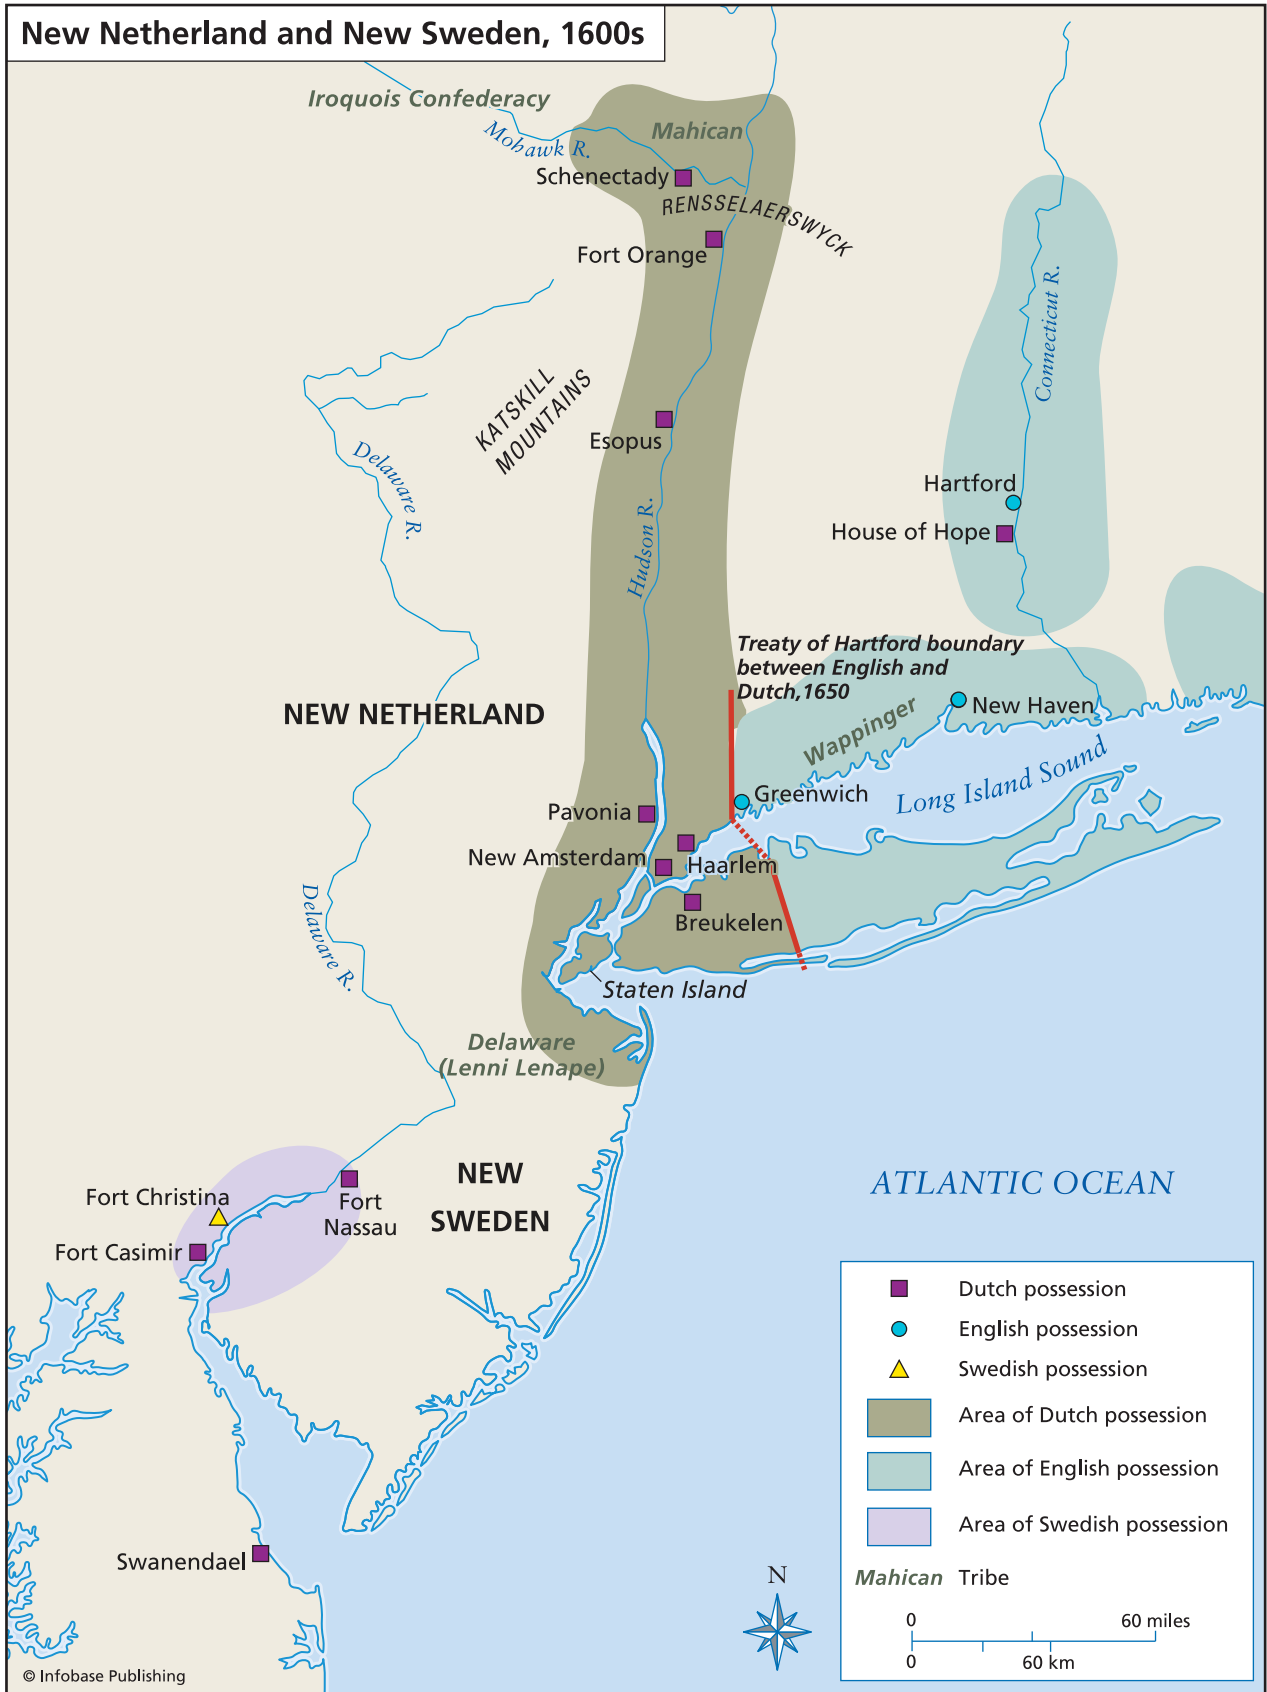 New Netherland and New Sweden, 1600s
Iroquois Confederacy
Mohawk R.
Mahican
Schenectady
RENSSELAERSWYCK
Fort Orange
Connecticut R.
KATSKILL
MOUNTAINS
Esopus
Delaware R.
Hartford
House of Hope
Hudson R.
Treaty of Hartford boundary
between English and
Dutch,1650
NEW NETHERLAND
New Haven
Wappinger
Long Island Sound
Greenwich
Pavonia
New Amsterdam
Haarlem
Breukelen
Delaware R.
Staten Island
Delaware
(Lenni Lenape)
NEW
SWEDEN
ATLANTIC OCEAN
Fort Christina
Fort
Nassau
Fort Casimir
Swanendael
Dutch possession
English possession
Swedish possession
Area of Dutch possession
Area of English possession
Area of Swedish possession
Mahican Tribe
N
0 60 miles
0 60 km
© Infobase Publishing